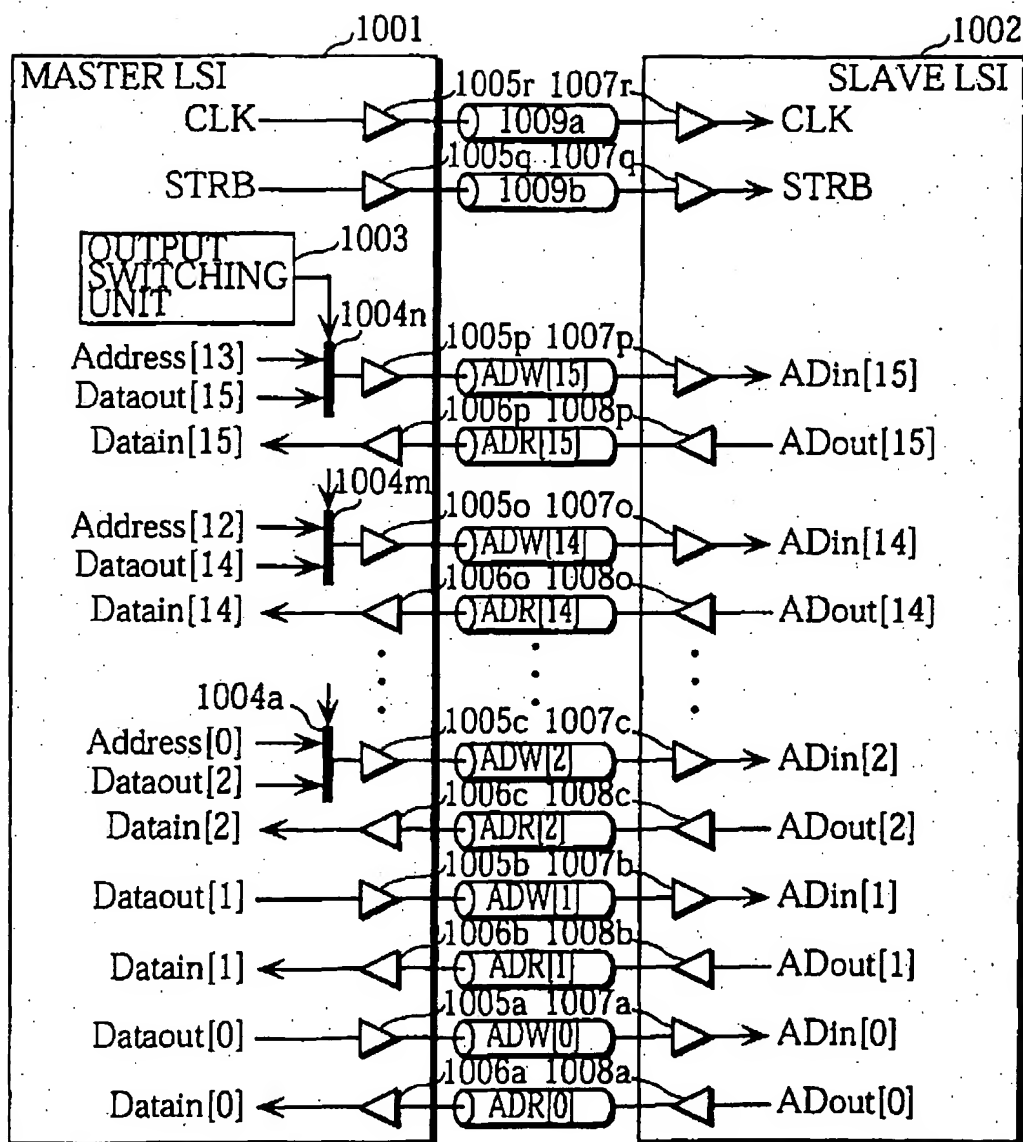 1001 1002
MASTER LSI SLAVE LSI
1005r 1007r
CLK 1009a CLK
1005q 1007q
STRB 1009b STRB
1003
OUTPUT
SWITCHING
UNIT
1004n
1005p 1007p
Address[13] ADW[15] ADin[15]
Dataout[15]
1006p 1008p
Datain[15] ADR[15] ADout[15]
1004m
1005o 1007o
Address[12] ADW[14] ADin[14]
Dataout[14]
1006o 1008o
Datain[14] ADR[14] ADout[14]
1004a
1005c 1007c
Address[0] ADW[2] ADin[2]
Dataout[2]
1006c 1008c
Datain[2] ADR[2] ADout[2]
1005b 1007b
Dataout[1] ADW[1] ADin[1]
1006b 1008b
Datain[1] ADR[1] ADout[1]
1005a 1007a
Dataout[0] ADW[0] ADin[0]
1006a 1008a
Datain[0] ADR[0] ADout[0]